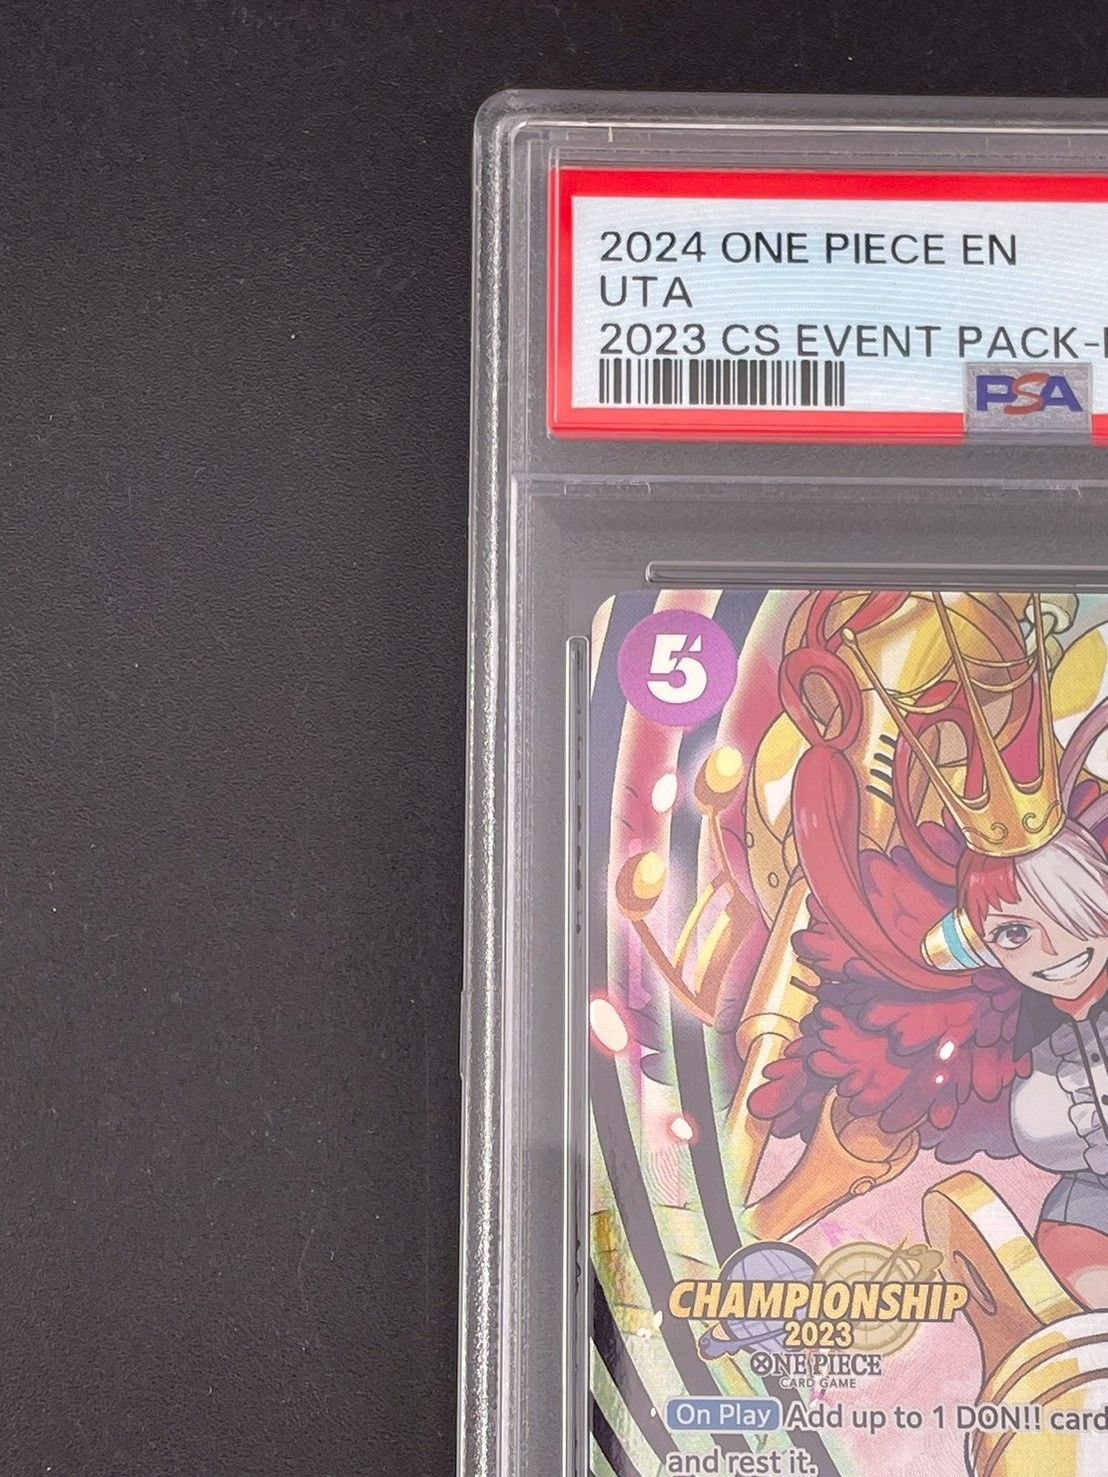 2024 ONE PIECE EN
UTA
2023 CS EVENT PACK-
PSA
5
CHAMPIONSHIP
2023
ONE PIECE
CARD GAME
On Play Add up to 1 DON!! card
and rest it.